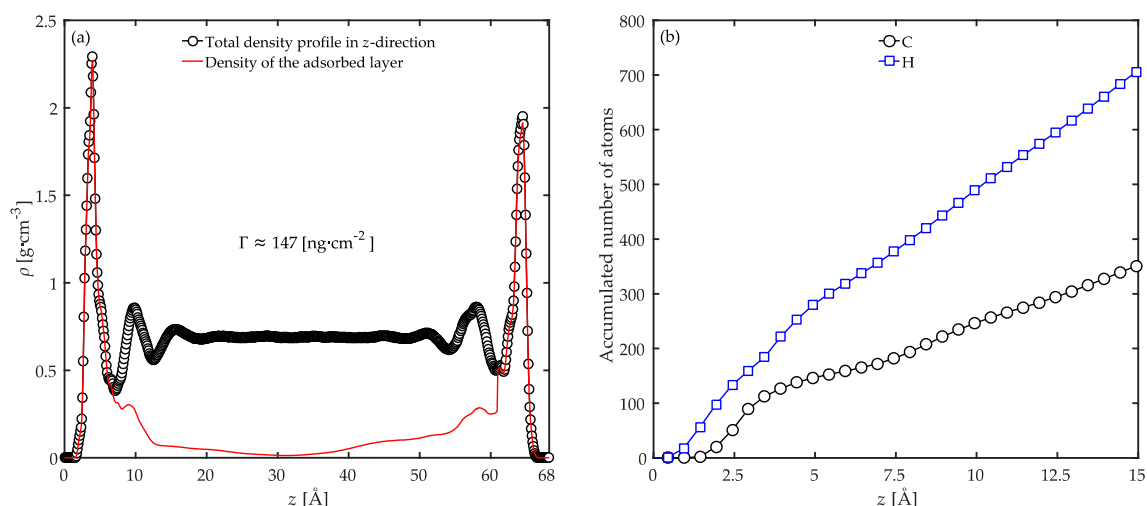 (a)
Total density profile in z-direction
Density of the adsorbed layer
Γ ≈ 147 [ng·cm⁻² ]
ρ [g·cm⁻³]
2.5
2
1.5
1
0.5
0
0 10 20 30 40 50 60 68
z [Å]
(b)
C
H
Accumulated number of atoms
800
700
600
500
400
300
200
100
0
0 2.5 5 7.5 10 12.5 15
z [Å]